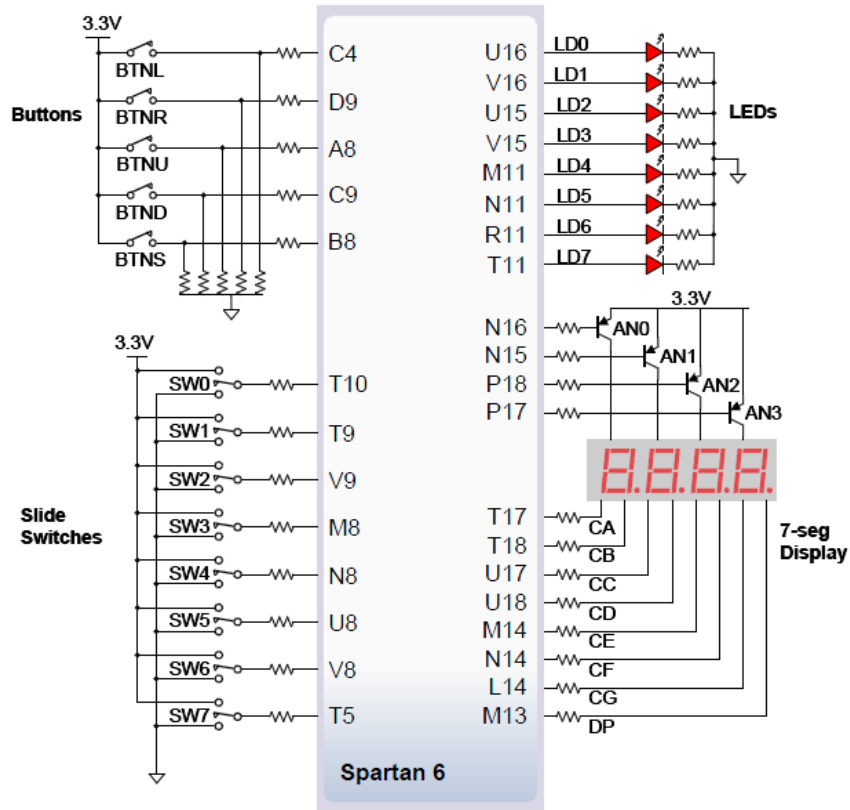 3.3V
BTNL
BTNR
BTNU
BTND
BTNS
Buttons
C4
D9
A8
C9
B8
3.3V
SW0
SW1
SW2
SW3
SW4
SW5
SW6
SW7
Slide
Switches
T10
T9
V9
M8
N8
U8
V8
T5
Spartan 6
U16 LD0
V16 LD1
U15 LD2
V15 LD3
M11 LD4
N11 LD5
R11 LD6
T11 LD7
LEDs
3.3V
N16 AN0
N15 AN1
P18 AN2
P17 AN3
8.8.8.8.
T17 CA
T18 CB
U17 CC
U18 CD
M14 CE
N14 CF
L14 CG
M13 DP
7-seg
Display